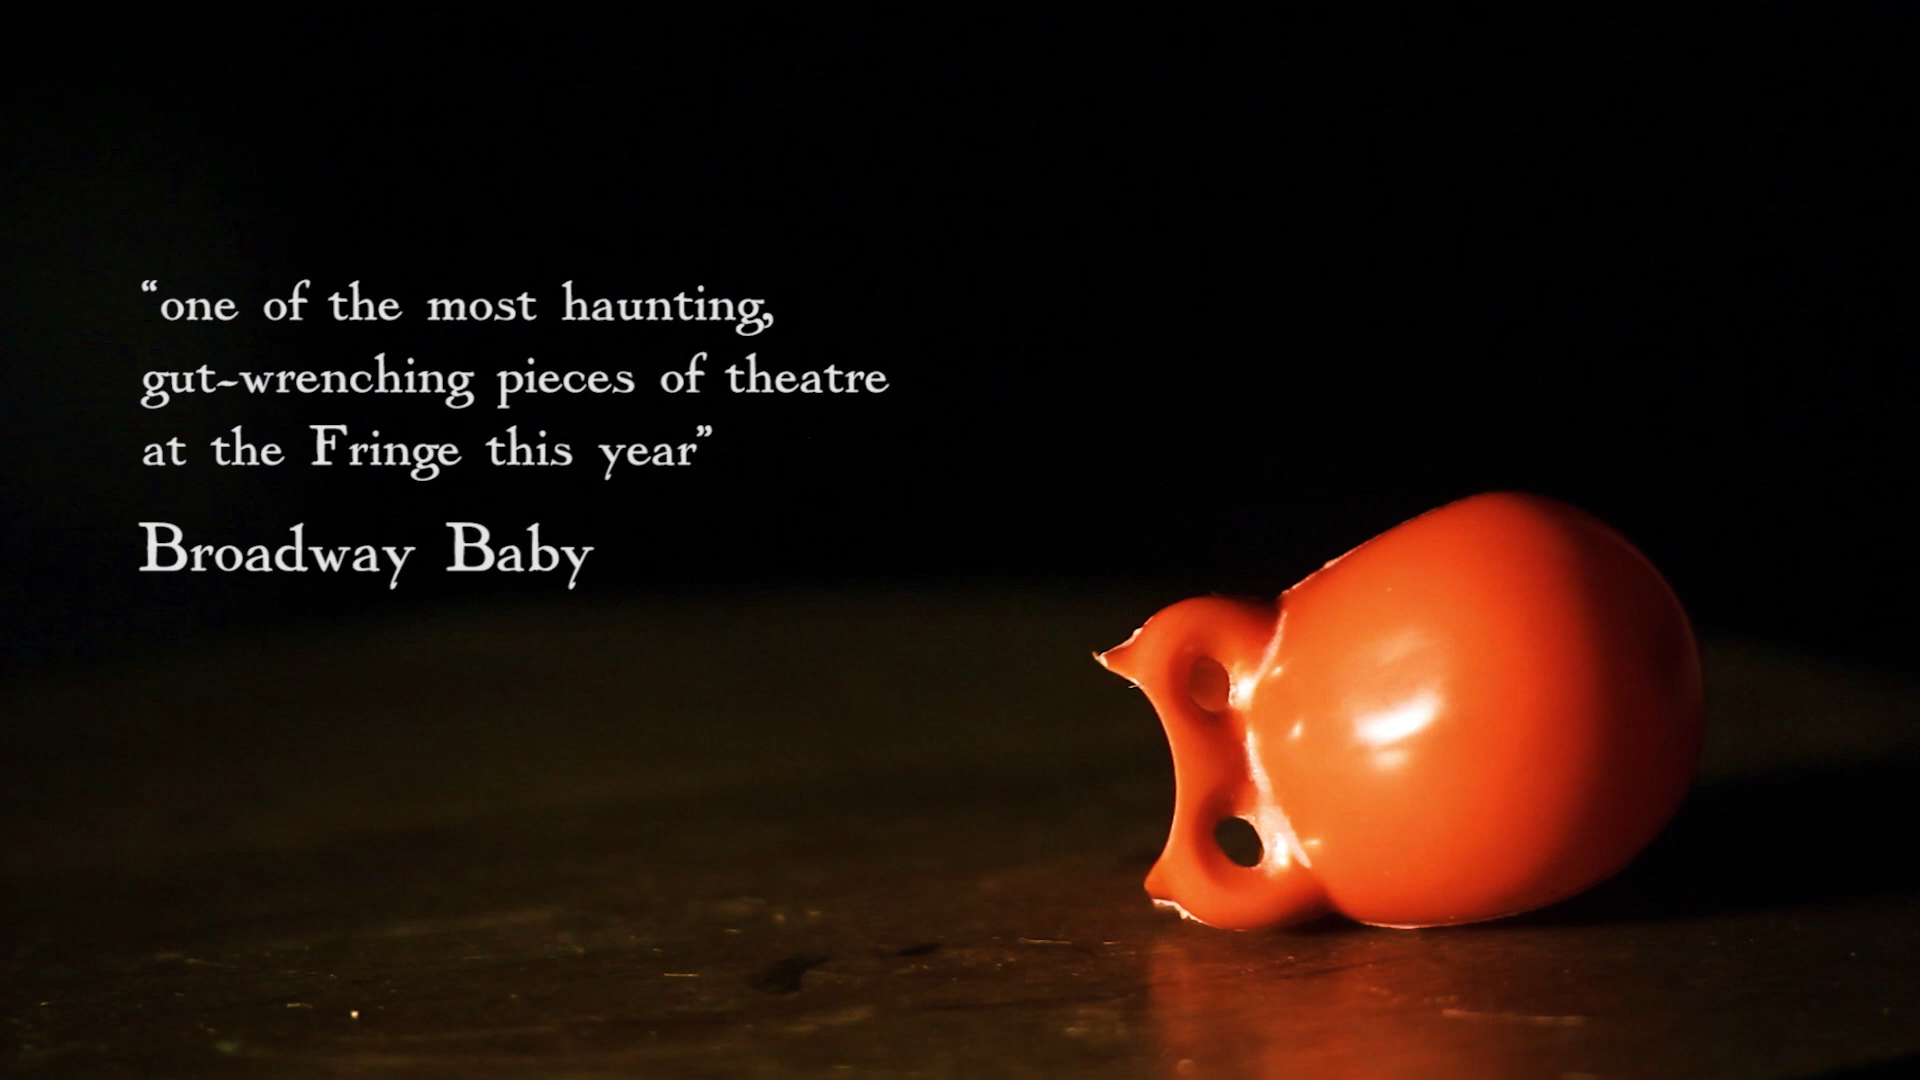 “one of the most haunting,
gut-wrenching pieces of theatre
at the Fringe this year”
Broadway Baby